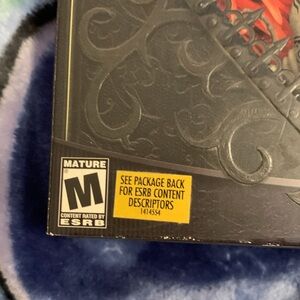 MATURE
M
CONTENT RATED BY
ESRB
SEE PACKAGE BACK
FOR ESRB CONTENT
DESCRIPTORS
1414554